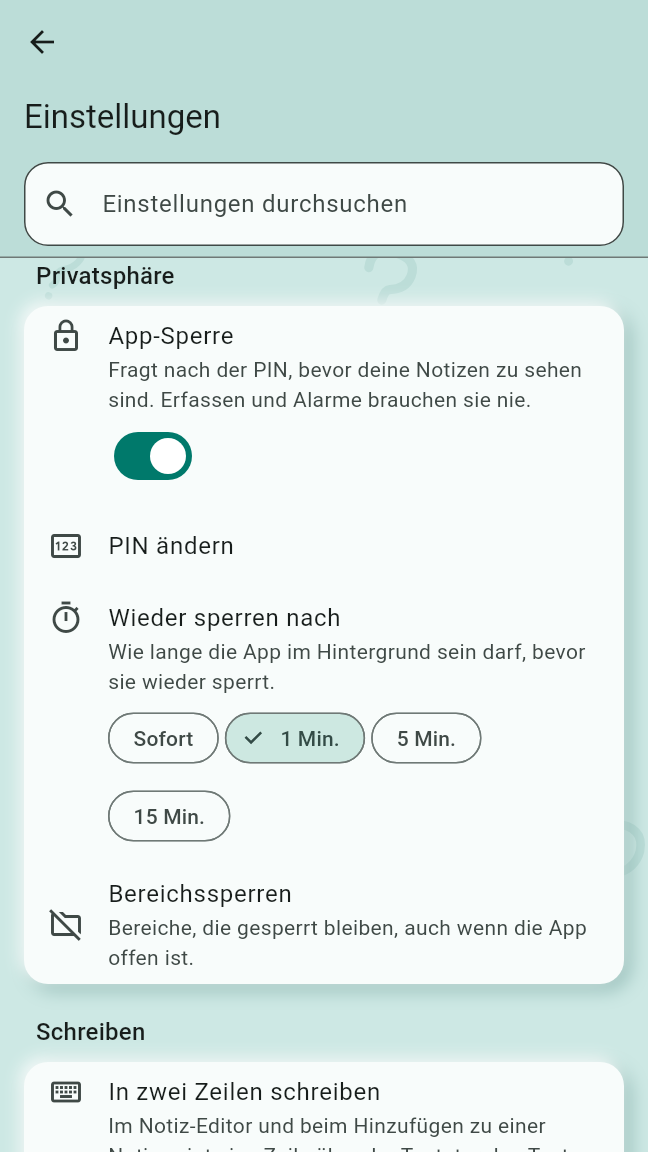 Einstellungen
Einstellungen durchsuchen
Privatsphäre
App-Sperre
Fragt nach der PIN, bevor deine Notizen zu sehen
sind. Erfassen und Alarme brauchen sie nie.
123
PIN ändern
Wieder sperren nach
Wie lange die App im Hintergrund sein darf, bevor
sie wieder sperrt.
Sofort
1 Min.
5 Min.
15 Min.
Bereichssperren
Bereiche, die gesperrt bleiben, auch wenn die App
offen ist.
Schreiben
In zwei Zeilen schreiben
Im Notiz-Editor und beim Hinzufügen zu einer